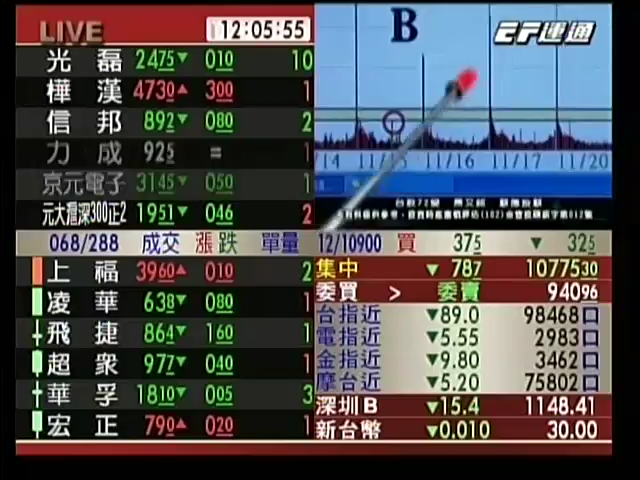 LIVE
12:05:55
B
EF運通
光磊 2475▼ 010 10
樺漢 4730▲ 300 1
信邦 892▼ 080 2
力成 925 = 1
京元電子 3145▼ 050 1
元大滬深300正2 1951▼ 046 2
/14 11/15 11/16 11/17 11/20
068/288 成交 漲跌 單量
12/10900 買 375 ▼ 325
上福 3960▲ 010 2
凌華 638▼ 080 1
飛捷 864▼ 160 1
超眾 977▼ 040 1
華孚 1810▼ 005 3
宏正 790▲ 020 1
集中 ▼ 787 1077530
委買 > 委賣 94096
台指近 ▼89.0 98468口
電指近 ▼5.55 2983口
金指近 ▼9.80 3462口
摩台近 ▼5.20 75802口
深圳B ▼15.4 1148.41
新台幣 ▼0.010 30.00